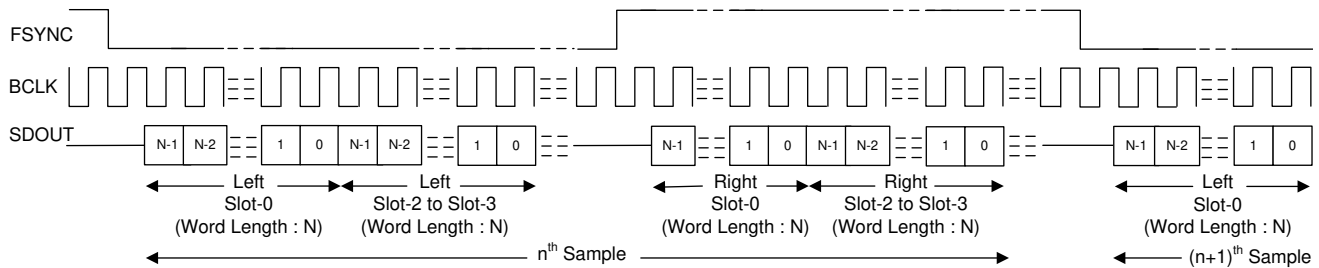 FSYNC
BCLK
SDOUT
N-1 N-2 1 0 N-1 N-2 1 0 N-1 1 0 N-1 N-2 1 0 N-1 N-2 1 0
Left Left Right Right Left
Slot-0 Slot-2 to Slot-3 Slot-0 Slot-2 to Slot-3 Slot-0
(Word Length : N) (Word Length : N) (Word Length : N) (Word Length : N) (Word Length : N)
nth Sample (n+1)th Sample